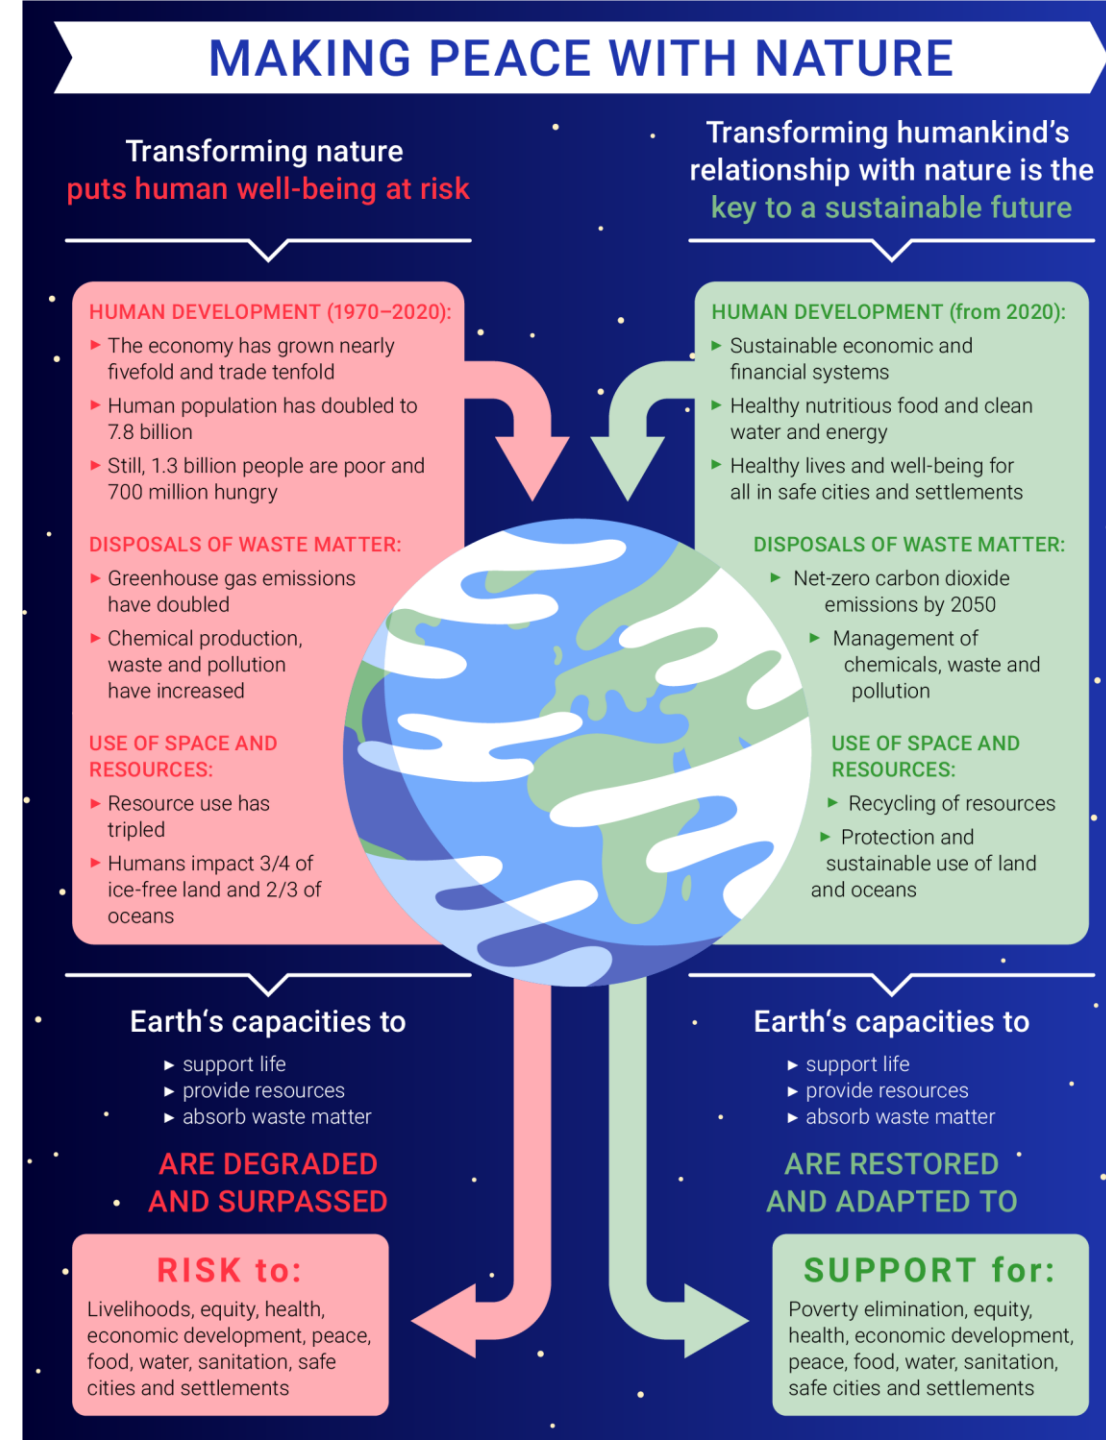 MAKING PEACE WITH NATURE
Transforming nature
puts human well-being at risk
HUMAN DEVELOPMENT (1970–2020):
▸ The economy has grown nearly
fivefold and trade tenfold
▸ Human population has doubled to
7.8 billion
▸ Still, 1.3 billion people are poor and
700 million hungry
DISPOSALS OF WASTE MATTER:
▸ Greenhouse gas emissions
have doubled
▸ Chemical production,
waste and pollution
have increased
USE OF SPACE AND
RESOURCES:
▸ Resource use has
tripled
▸ Humans impact 3/4 of
ice-free land and 2/3 of
oceans
Earth‘s capacities to
▸ support life
▸ provide resources
▸ absorb waste matter
ARE DEGRADED
AND SURPASSED
RISK to:
Livelihoods, equity, health,
economic development, peace,
food, water, sanitation, safe
cities and settlements
Transforming humankind’s
relationship with nature is the
key to a sustainable future
HUMAN DEVELOPMENT (from 2020):
▸ Sustainable economic and
financial systems
▸ Healthy nutritious food and clean
water and energy
▸ Healthy lives and well-being for
all in safe cities and settlements
DISPOSALS OF WASTE MATTER:
▸ Net-zero carbon dioxide
emissions by 2050
▸ Management of
chemicals, waste and
pollution
USE OF SPACE AND
RESOURCES:
▸ Recycling of resources
▸ Protection and
sustainable use of land
and oceans
Earth‘s capacities to
▸ support life
▸ provide resources
▸ absorb waste matter
ARE RESTORED
AND ADAPTED TO
SUPPORT for:
Poverty elimination, equity,
health, economic development,
peace, food, water, sanitation,
safe cities and settlements